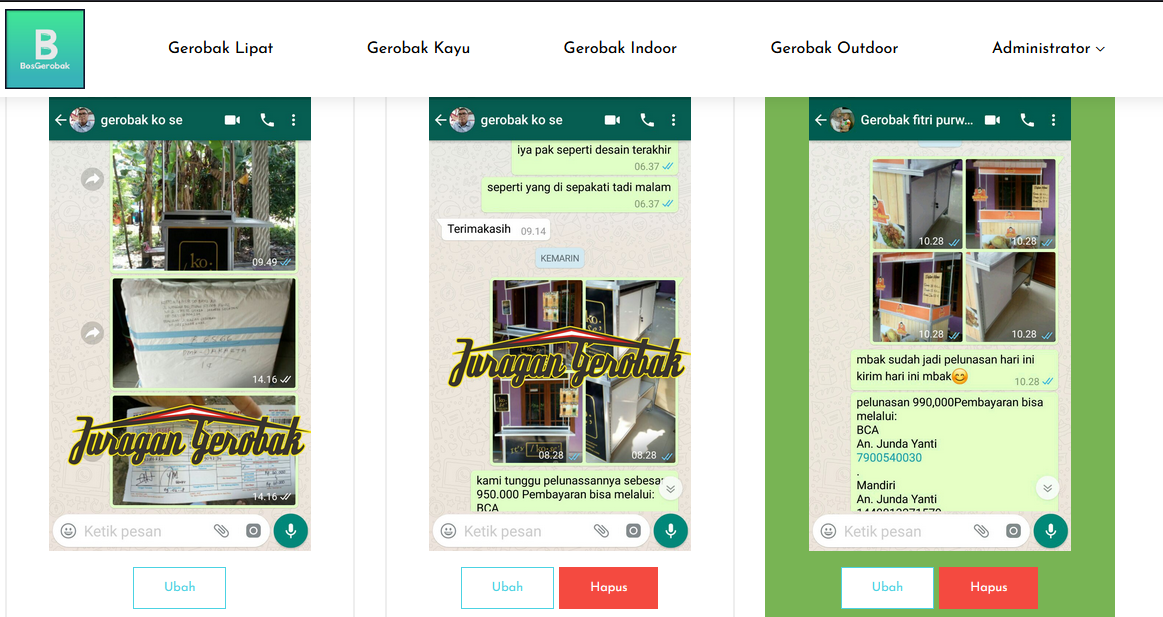 B
BosGerobak
Gerobak Lipat
Gerobak Kayu
Gerobak Indoor
Gerobak Outdoor
Administrator
gerobak ko se
09.49
14.16
Juragan Gerobak
14.16
Ketik pesan
Ubah
gerobak ko se
iya pak seperti desain terakhir
06.37
seperti yang di sepakati tadi malam
06.37
Terimakasih 09.14
KEMARIN
Juragan Gerobak
08.28
08.28
kami tunggu pelunassannya sebesar
950.000 Pembayaran bisa melalui:
BCA
Ketik pesan
Ubah
Hapus
Gerobak fitri purw...
10.28
10.28
10.28
10.28
mbak sudah jadi pelunasan hari ini
kirim hari ini mbak😊
10.28
pelunasan 990,000Pembayaran bisa
melalui:
BCA
An. Junda Yanti
7900540030
.
Mandiri
An. Junda Yanti
Ketik pesan
Ubah
Hapus